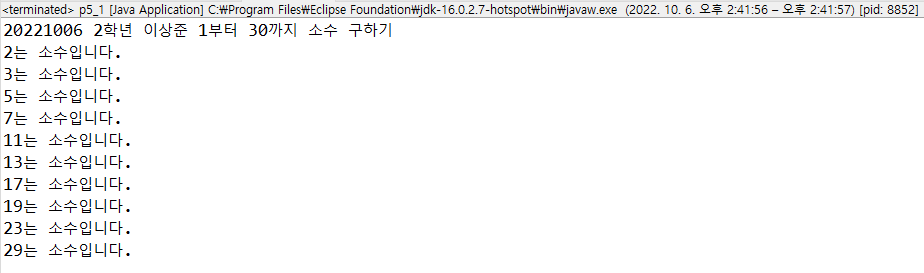 <terminated> p5_1 [Java Application] C:₩Program Files₩Eclipse Foundation₩jdk-16.0.2.7-hotspot₩bin₩javaw.exe (2022. 10. 6. 오후 2:41:56 – 오후 2:41:57) [pid: 8852]
20221006 2학년 이상준 1부터 30까지 소수 구하기
2는 소수입니다.
3는 소수입니다.
5는 소수입니다.
7는 소수입니다.
11는 소수입니다.
13는 소수입니다.
17는 소수입니다.
19는 소수입니다.
23는 소수입니다.
29는 소수입니다.